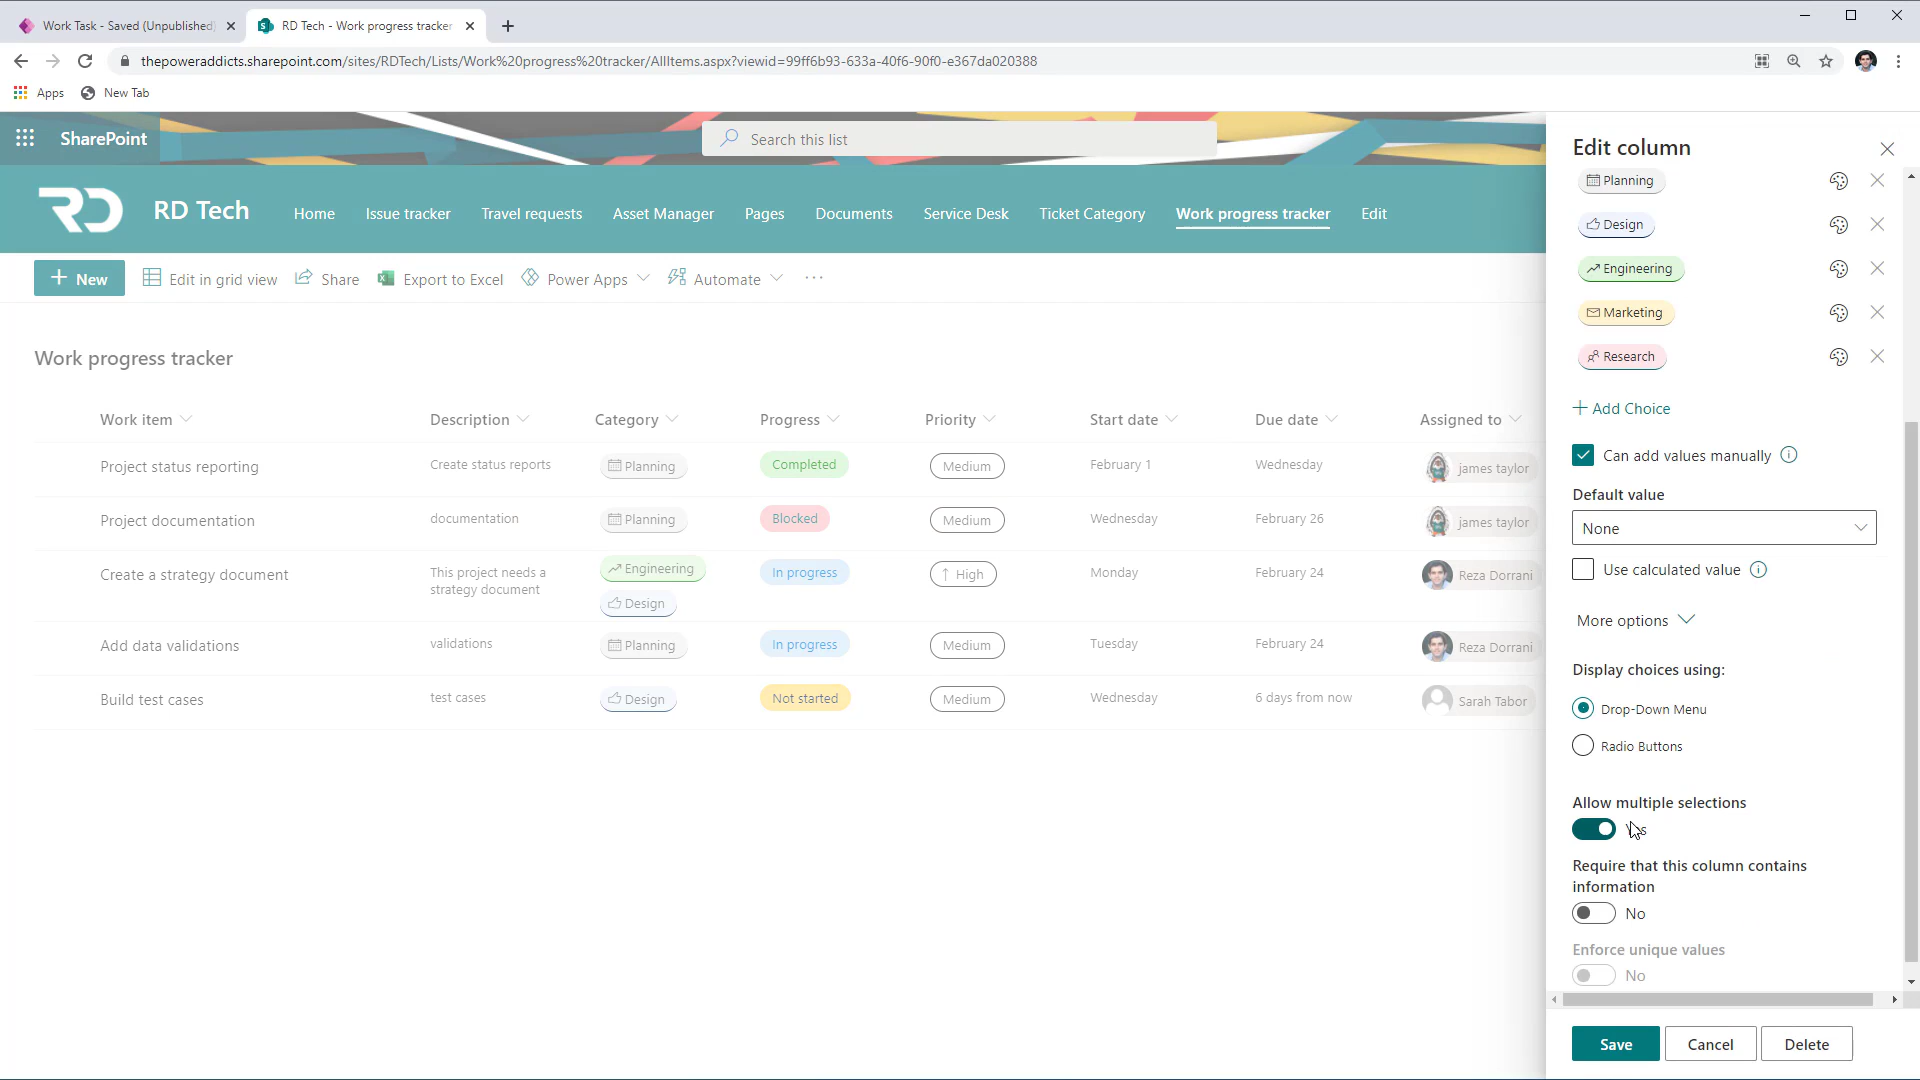 Work Task - Saved (Unpublished)
RD Tech - Work progress tracker
thepoweraddicts.sharepoint.com/sites/RDTech/Lists/Work%20progress%20tracker/AllItems.aspx?viewid=99ff6b93-633a-40f6-90f0-e367da020388
Apps New Tab
SharePoint
Search this list
RD RD Tech Home Issue tracker Travel requests Asset Manager Pages Documents Service Desk Ticket Category Work progress tracker Edit
+ New Edit in grid view Share Export to Excel Power Apps Automate ...
Work progress tracker
Work item Description Category Progress Priority Start date Due date Assigned to
Project status reporting Create status reports Planning Completed Medium February 1 Wednesday james taylor
Project documentation documentation Planning Blocked Medium Wednesday February 26 james taylor
Create a strategy document This project needs a Engineering In progress ↑ High Monday February 24 Reza Dorrani
strategy document Design
Add data validations validations Planning In progress Medium Tuesday February 24 Reza Dorrani
Build test cases test cases Design Not started Medium Wednesday 6 days from now Sarah Tabor
Edit column
Planning
Design
Engineering
Marketing
Research
+ Add Choice
Can add values manually
Default value
None
Use calculated value
More options
Display choices using:
Drop-Down Menu
Radio Buttons
Allow multiple selections
Yes
Require that this column contains
information
No
Enforce unique values
No
Save Cancel Delete